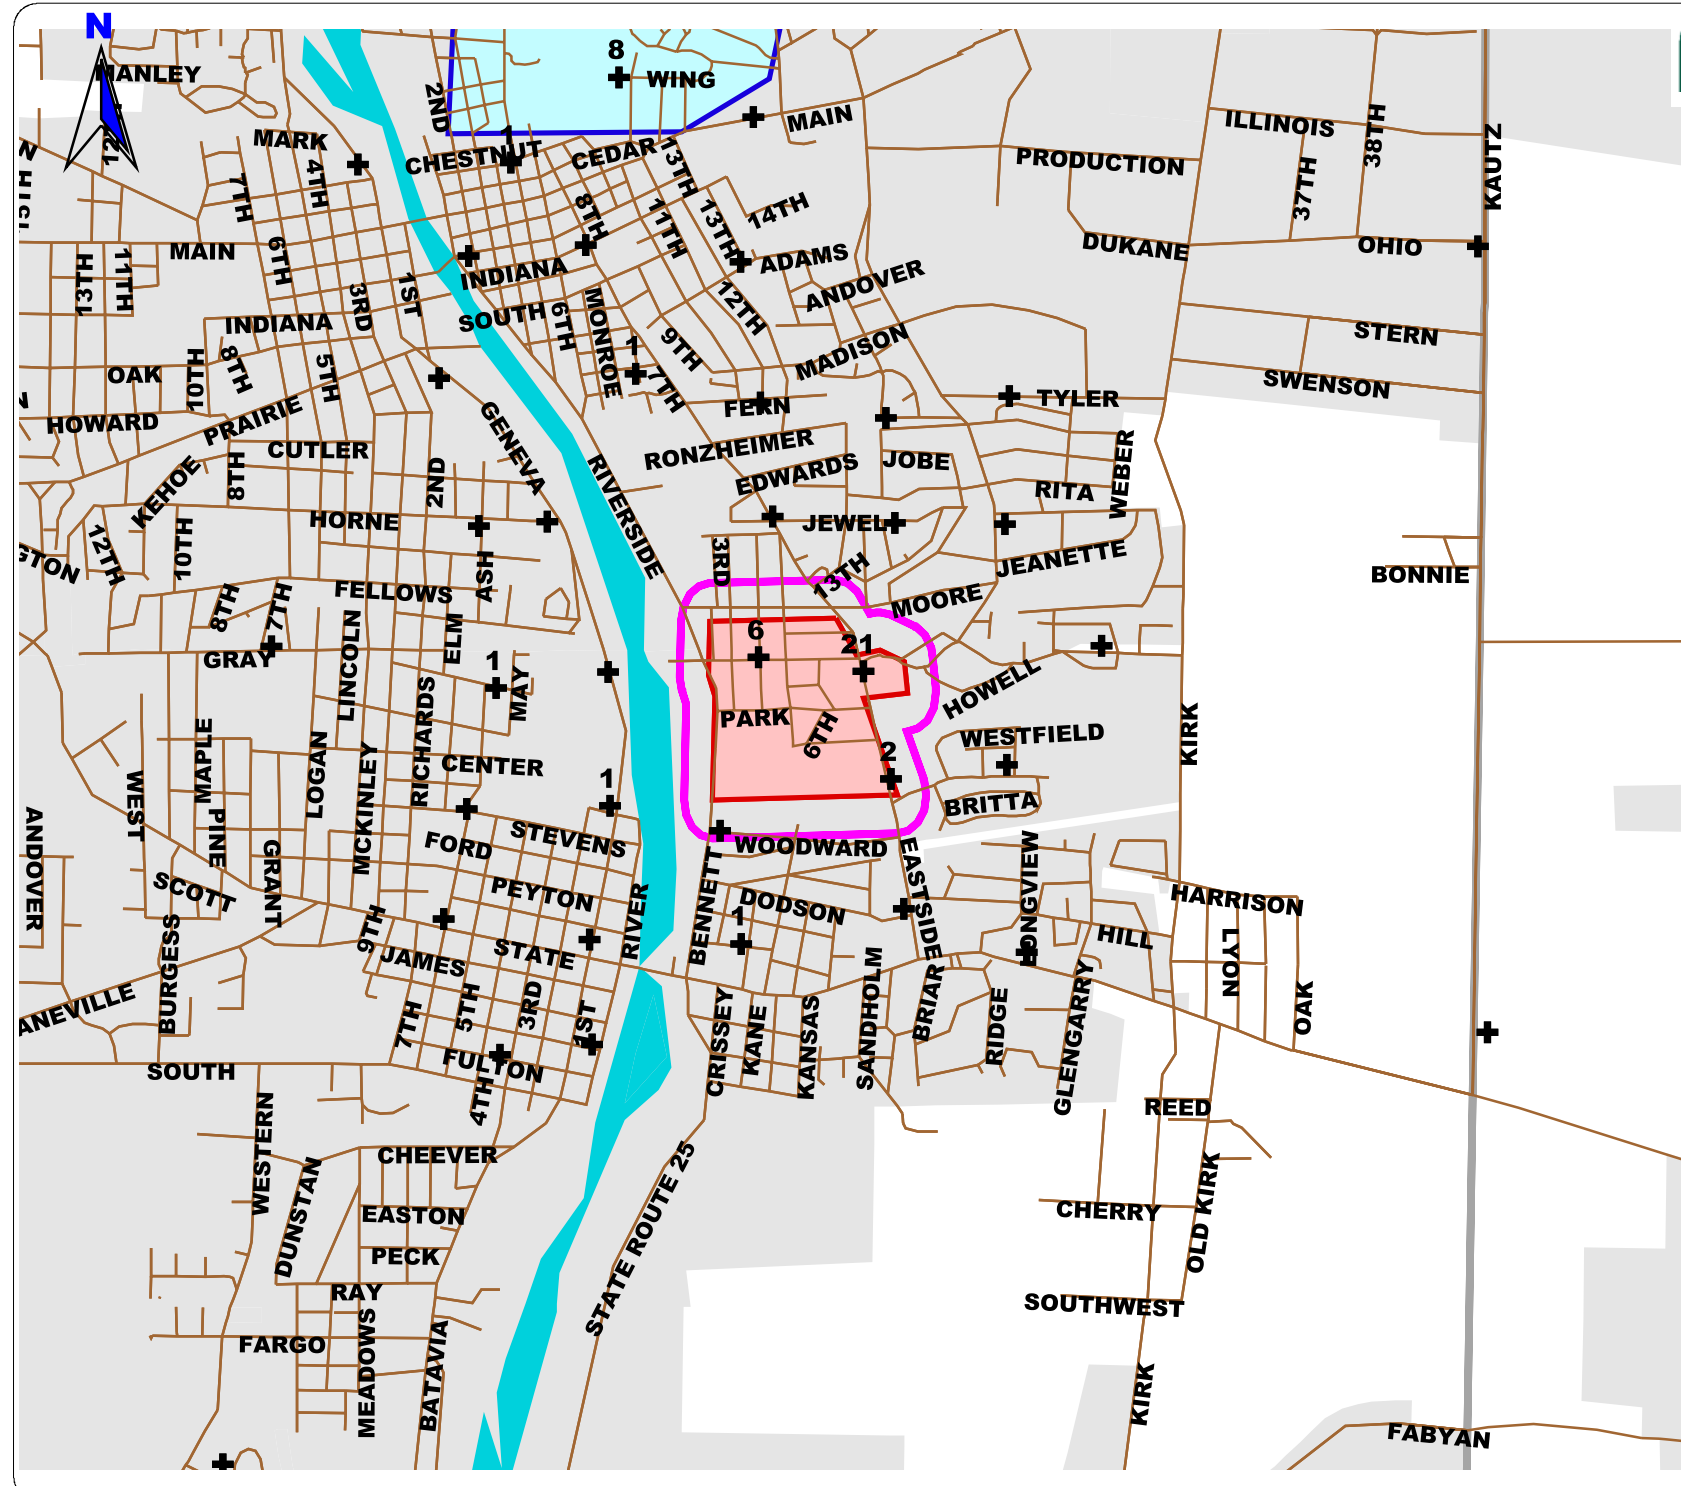 N
8
WING
MANLEY
2ND
MAIN
ILLINOIS
38TH
KAUTZ
12
MARK
4TH
1
CHESTNUT
CEDAR
13TH
PRODUCTION
37TH
15TH
7TH
8TH
11TH
13TH
14TH
MAIN
6TH
ADAMS
DUKANE
OHIO
13TH
11TH
INDIANA
ANDOVER
3RD
1ST
SOUTH
6TH
MONROE
12TH
INDIANA
1
9TH
MADISON
STERN
OAK
10TH
8TH
5TH
7TH
SWENSON
HOWARD
PRAIRIE
GENEVA
FERN
TYLER
CUTLER
RONZHEIMER
JOBE
WEBER
KEHOE
8TH
2ND
RIVERSIDE
EDWARDS
RITA
HORNE
JEWEL
12TH
10TH
GTON
ASH
3RD
13TH
JEANETTE
BONNIE
8TH
7TH
FELLOWS
MOORE
LINCOLN
ELM
6
21
GRAY
1
MAY
HOWELL
MAPLE
RICHARDS
PARK
6TH
WESTFIELD
KIRK
LOGAN
MCKINLEY
CENTER
2
WEST
1
BRITTA
ANDOVER
PINE
GRANT
FORD
STEVENS
WOODWARD
EASTSIDE
LONGVIEW
SCOTT
PEYTON
RIVER
BENNETT
DODSON
HARRISON
BURGESS
9TH
1
HILL
LYON
JAMES
STATE
ANEVILLE
7TH
5TH
3RD
1ST
CRISSEY
KANE
KANSAS
SANDHOLM
BRIAR
RIDGE
GLENGARRY
OAK
SOUTH
FULTON
4TH
REED
WESTERN
CHEEVER
STATE ROUTE 25
DUNSTAN
EASTON
CHERRY
OLD KIRK
PECK
RAY
SOUTHWEST
FARGO
MEADOWS
BATAVIA
KIRK
FABYAN